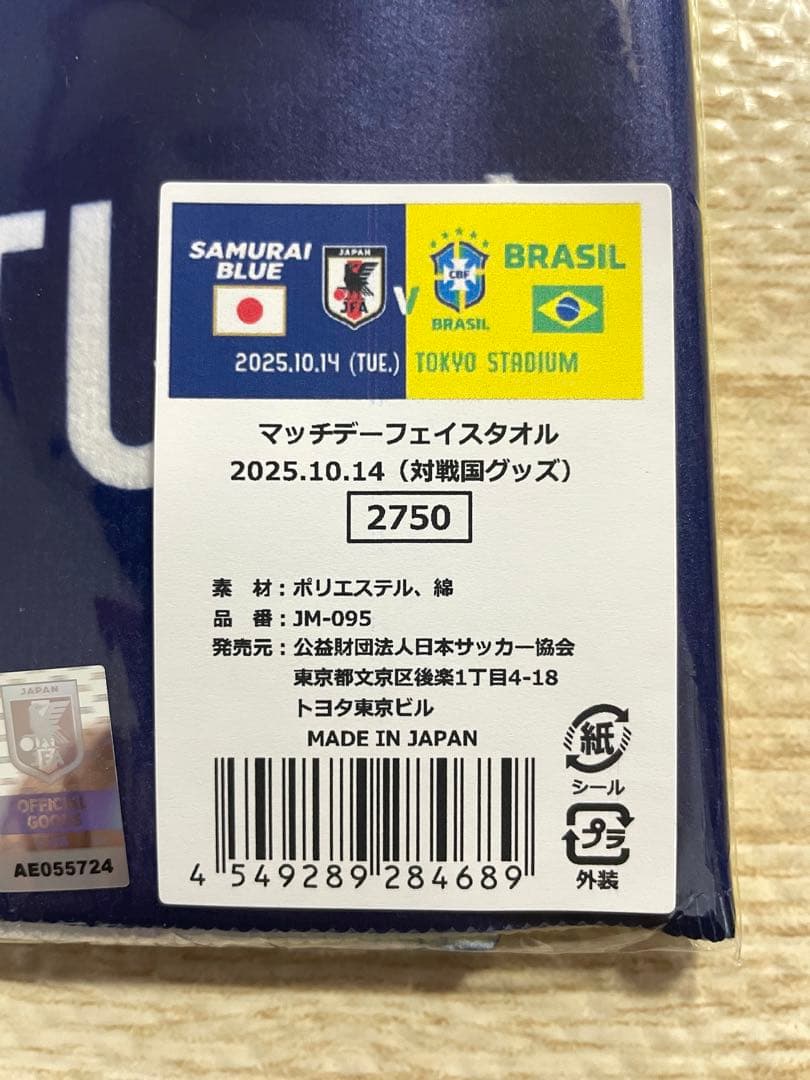 TU
SAMURAI
BLUE
JAPAN
JFA
V
CBF
BRASIL
BRASIL
2025.10.14 (TUE.) TOKYO STADIUM
マッチデーフェイスタオル
2025.10.14（対戦国グッズ）
2750
素　材：ポリエステル、綿
品　番：JM-095
発売元：公益財団法人日本サッカー協会
東京都文京区後楽1丁目4-18
トヨタ東京ビル
MADE IN JAPAN
紙
シール
プラ
外装
4 549289 284689
JAPAN
JFA
OFFICIAL
GOODS
AE055724